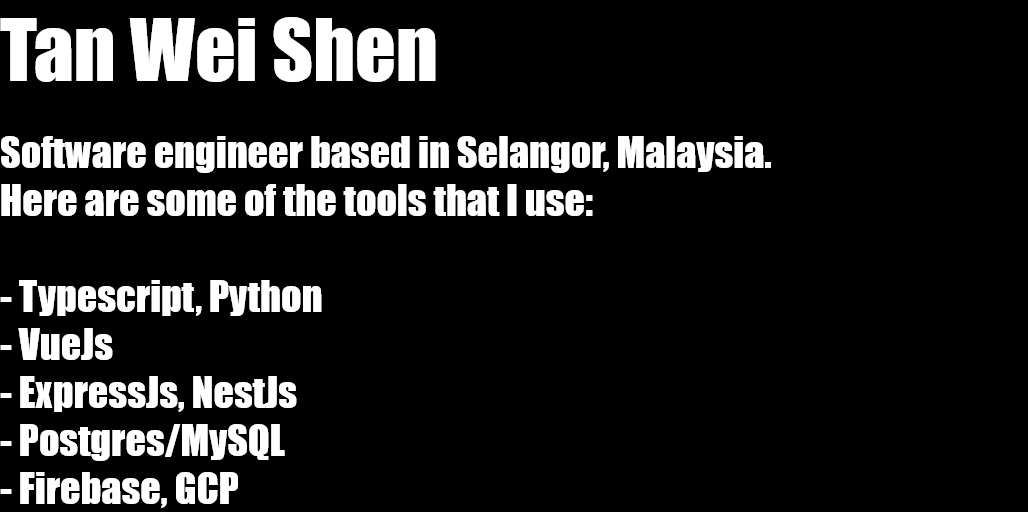 Tan Wei Shen
Software engineer based in Selangor, Malaysia.
Here are some of the tools that I use:
- Typescript, Python
- VueJs
- ExpressJs, NestJs
- Postgres/MySQL
- Firebase, GCP